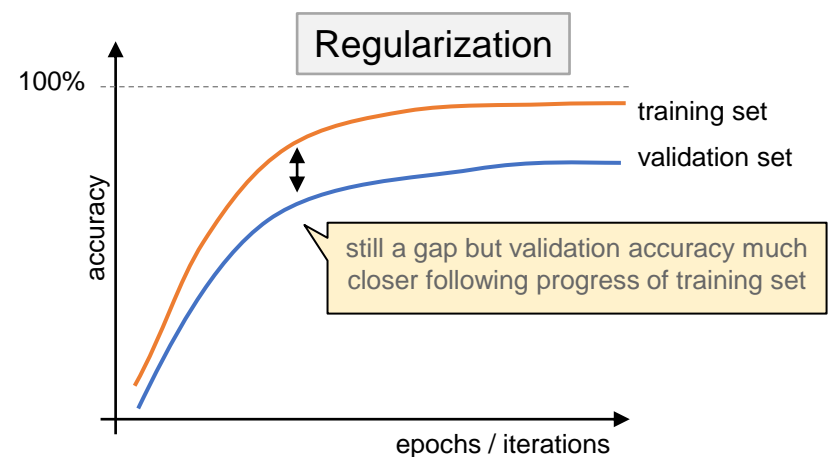 Regularization
100%
training set
validation set
accuracy
still a gap but validation accuracy much
closer following progress of training set
epochs / iterations